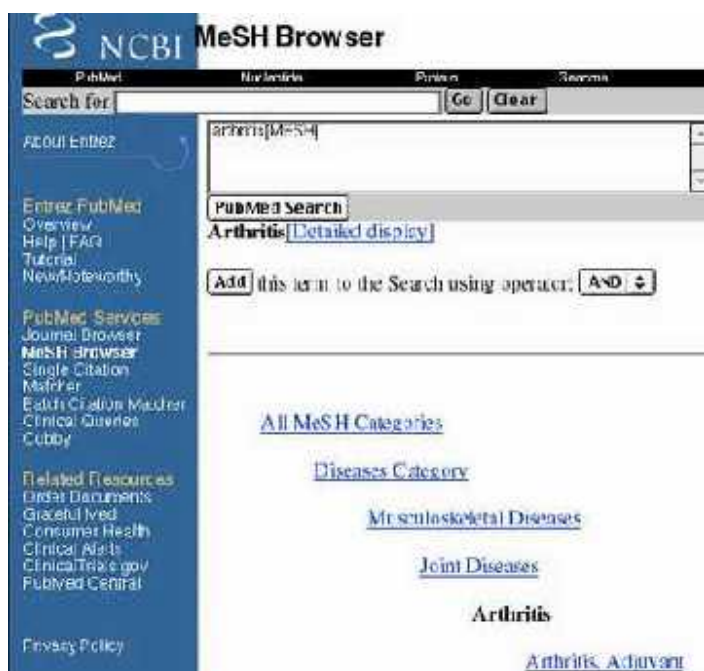 NCBI MeSH Browser
PubMed Nucleotide Protein Genome
Search for Go Clear
About Entrez
arthritis[MeSH]
PubMed Search
Arthritis[Detailed display]
Add this term to the Search using operator: AND
Entrez PubMed
Overview
Help | FAQ
Tutorial
New/Noteworthy
PubMed Services
Journal Browser
MeSH Browser
Single Citation
Matcher
Batch Citation Matcher
Clinical Queries
Cubby
Related Resources
Order Documents
Grateful Med
Consumer Health
Clinical Alerts
ClinicalTrials.gov
PubMed Central
Privacy Policy
All MeSH Categories
Diseases Category
Musculoskeletal Diseases
Joint Diseases
Arthritis
Arthritis, Adjuvant